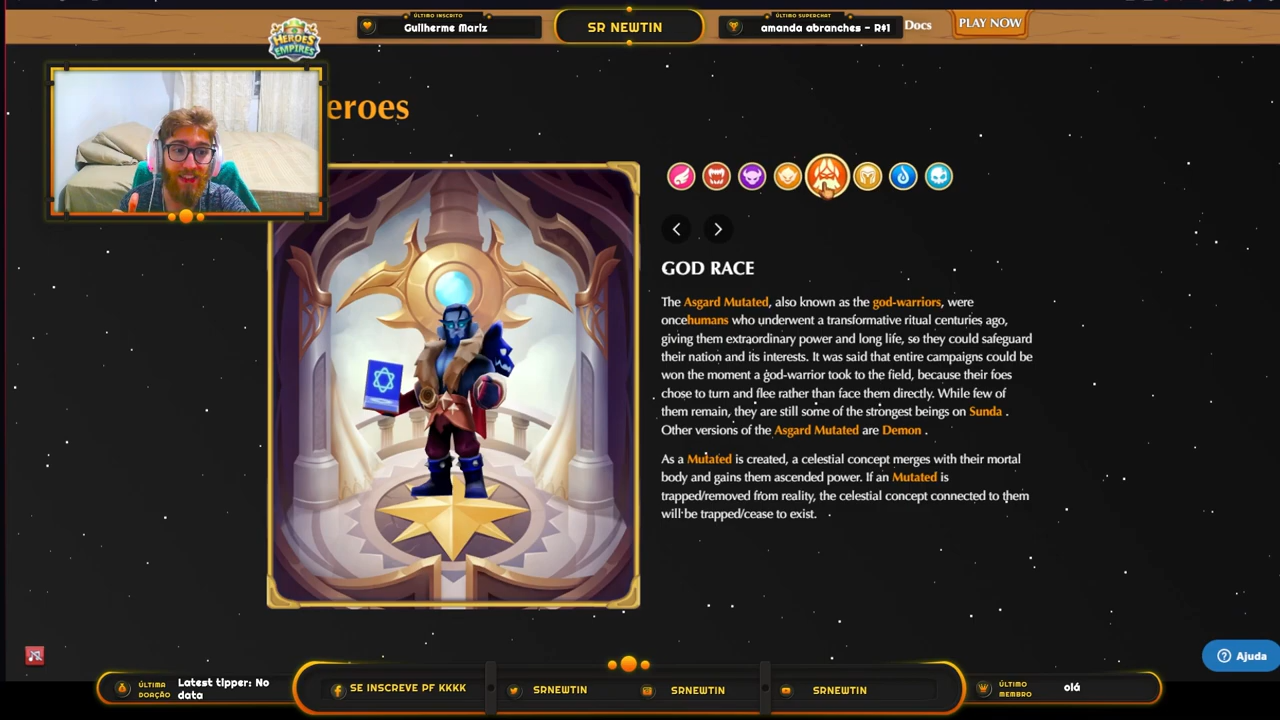 ÚLTIMO INSCRITO
Guilherme Mariz
SR NEWTIN
ÚLTIMO SUPERCHAT
amanda abranches - R$1
Docs
PLAY NOW
HEROES
EMPIRES
eroes
GOD RACE
The Asgard Mutated, also known as the god-warriors, were
oncehumans who underwent a transformative ritual centuries ago,
giving them extraordinary power and long life, so they could safeguard
their nation and its interests. It was said that entire campaigns could be
won the moment a god-warrior took to the field, because their foes
chose to turn and flee rather than face them directly. While few of
them remain, they are still some of the strongest beings on Sunda .
Other versions of the Asgard Mutated are Demon .
As a Mutated is created, a celestial concept merges with their mortal
body and gains them ascended power. If an Mutated is
trapped/removed from reality, the celestial concept connected to them
will be trapped/cease to exist.
Ajuda
ÚLTIMA
DOAÇÃO
Latest tipper: No
data
SE INSCREVE PF KKKK
SRNEWTIN
SRNEWTIN
SRNEWTIN
ÚLTIMO
MEMBRO
olá